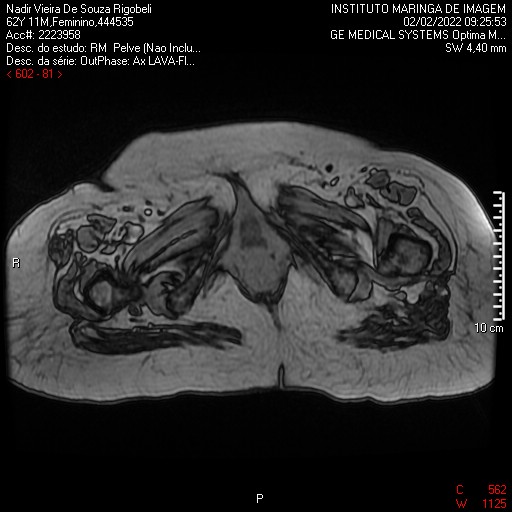 Nadir Vieira De Souza Rigobeli
62Y 11M,Feminino,444535
Acc#: 2223958
Desc. do estudo: RM Pelve (Nao Inclu...
Desc. da série: OutPhase: Ax LAVA-Fl...
< 602 - 81 >
INSTITUTO MARINGA DE IMAGEM
02/02/2022 09:25:53
GE MEDICAL SYSTEMS Optima M...
SW 4,40 mm
R
10 cm
P
C 562
W 1125